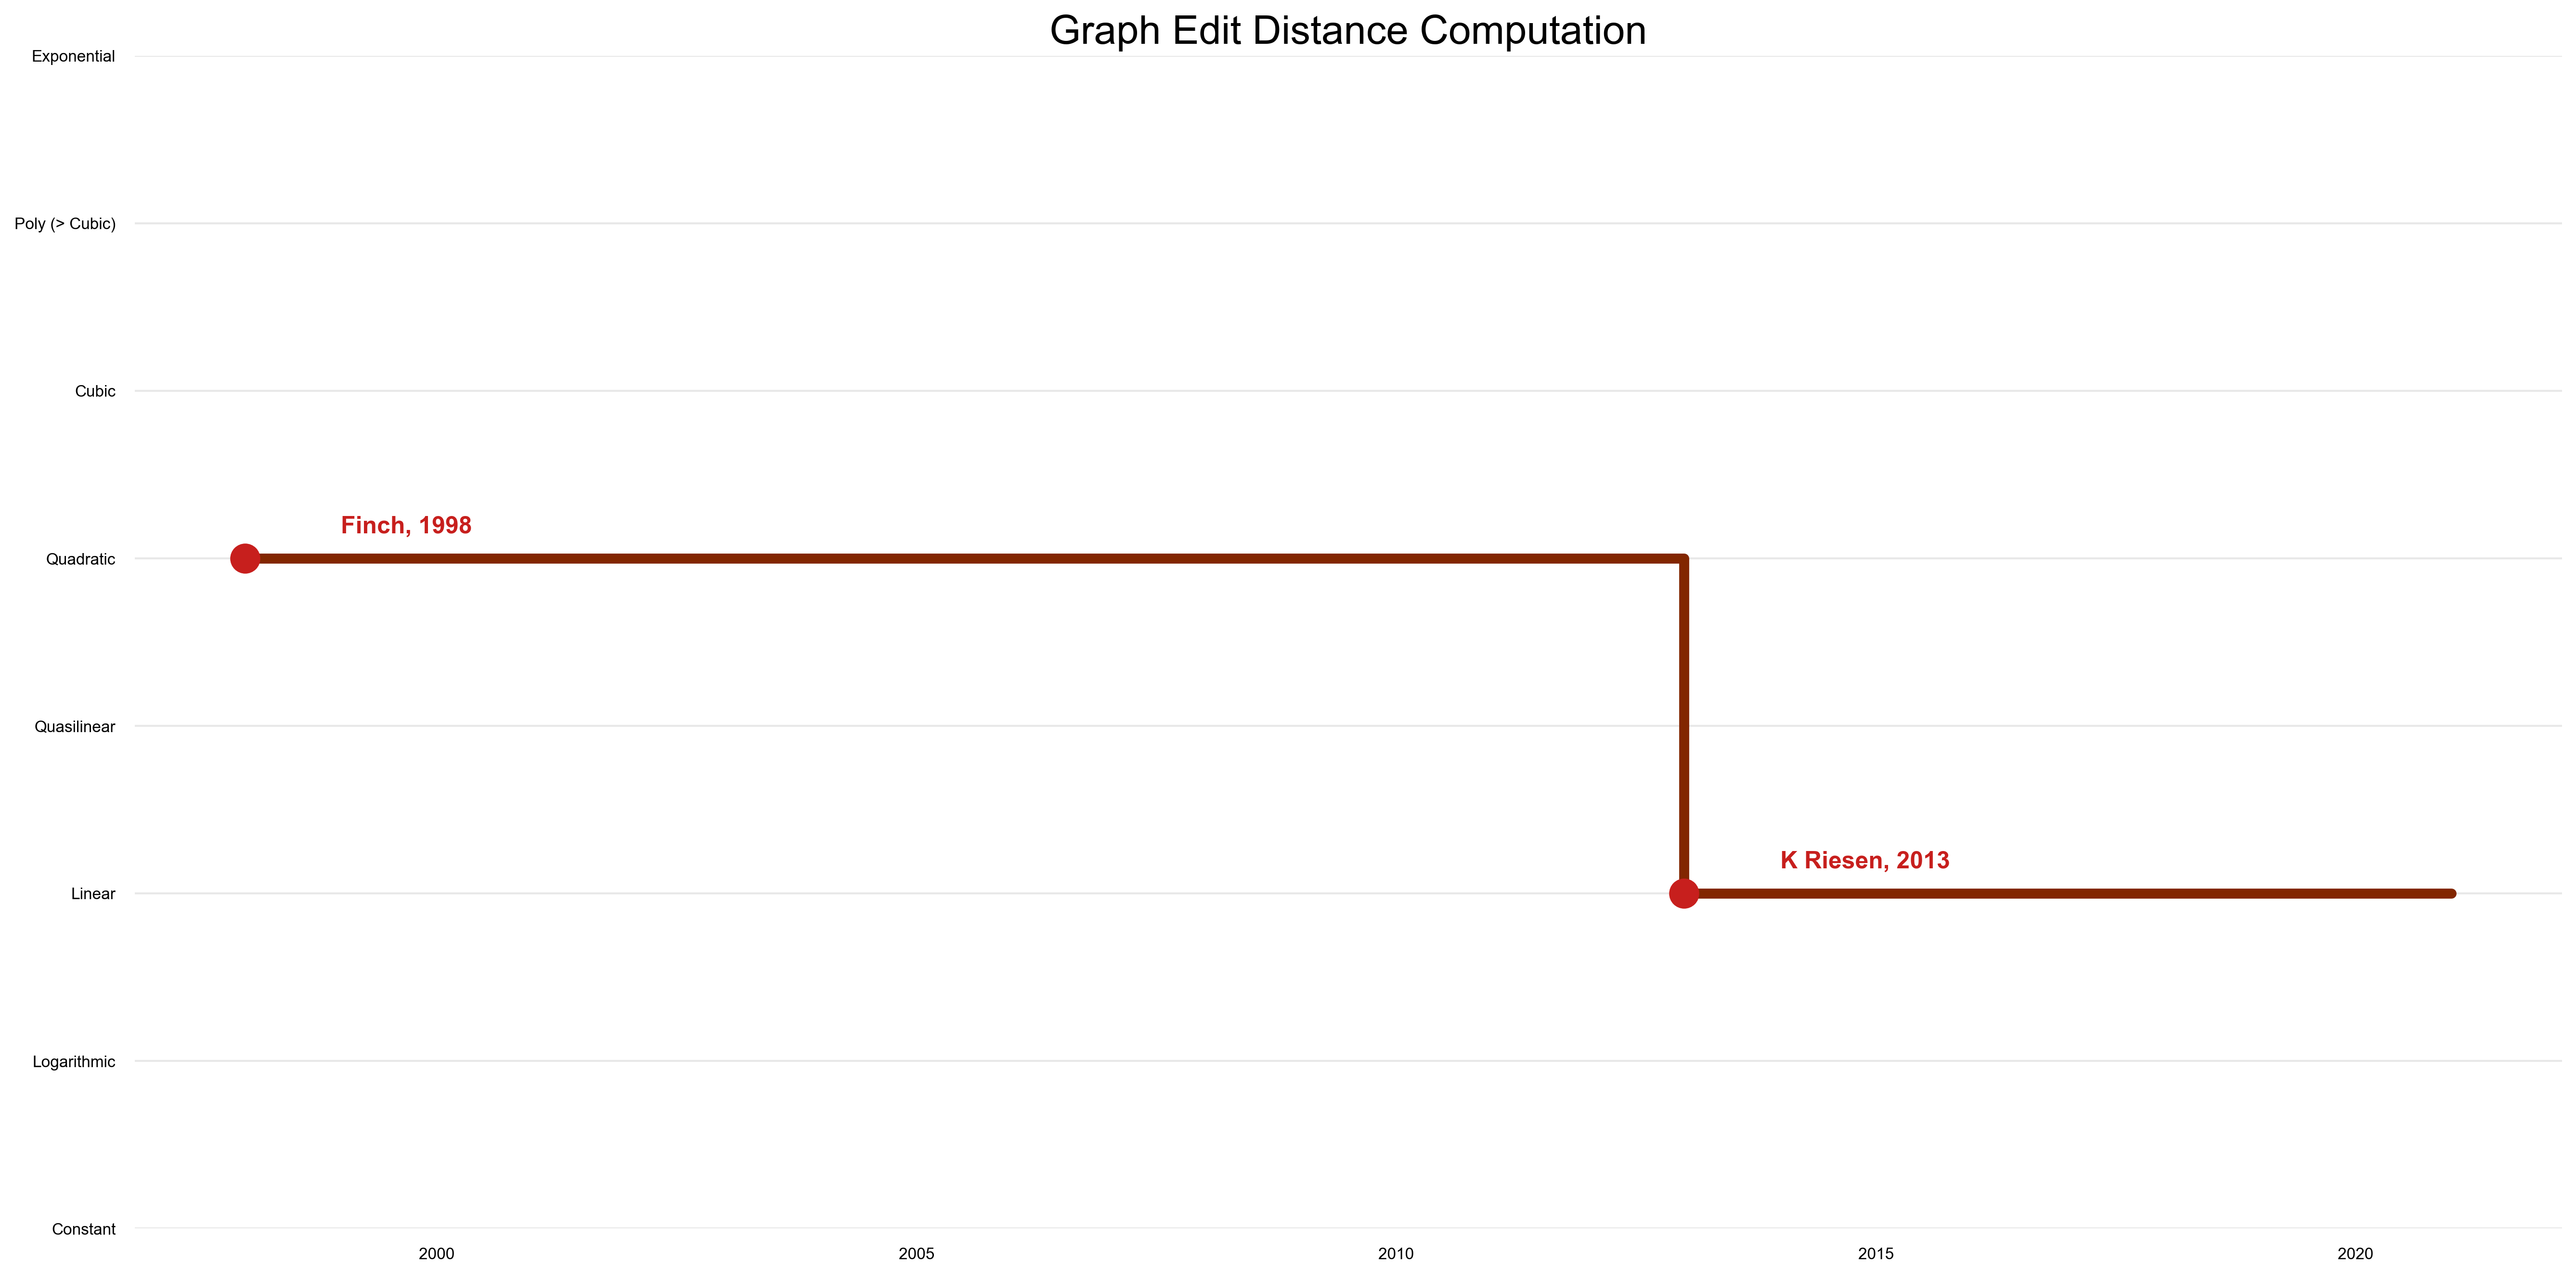 Graph Edit Distance Computation
Exponential
Poly (> Cubic)
Cubic
Finch, 1998
Quadratic
Quasilinear
K Riesen, 2013
Linear
Logarithmic
Constant
2000
2005
2010
2015
2020